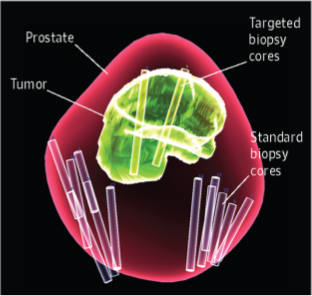 Prostate
Targeted
biopsy
cores
Tumor
Standard
biopsy
cores